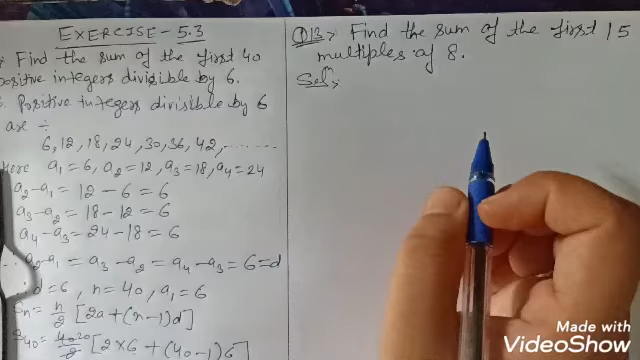 EXERCISE - 5.3
Find the sum of the first 40
positive integers divisible by 6.
Positive integers divisible by 6
are ÷
6, 12, 18, 24, 30, 36, 42, .......
Here a₁ = 6, a₂ = 12, a₃ = 18, a₄ = 24
a₂ - a₁ = 12 - 6 = 6
a₃ - a₂ = 18 - 12 = 6
a₄ - a₃ = 24 - 18 = 6
a₂ - a₁ = a₃ - a₂ = a₄ - a₃ = 6 = d
d = 6, n = 40, a₁ = 6
Sn = n/2 [2a + (n-1)d]
S₄₀ = 40 20/2 [2×6 + (40-1)6]
Q13> Find the sum of the first 15
multiples of 8.
Solⁿ>
Made with
VideoShow